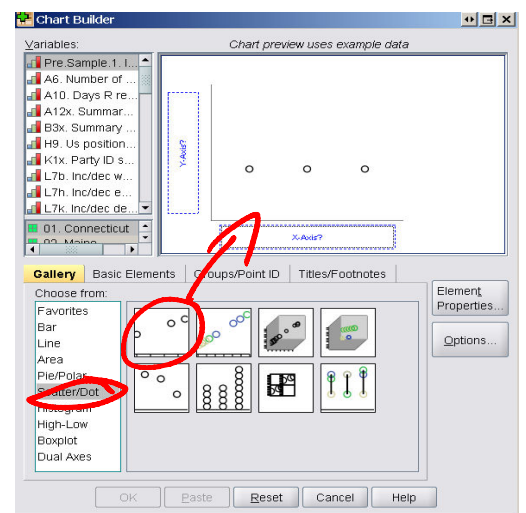 Chart Builder
Variables:
Chart preview uses example data
Pre.Sample.1. I...
A6. Number of ...
A10. Days R re...
A12x. Summar...
B3x. Summary ...
H9. Us position...
K1x. Party ID s...
L7b. Inc/dec w...
L7h. Inc/dec e...
L7k. Inc/dec de...
01. Connecticut
02. Maine
Y-Axis?
X-Axis?
Gallery
Basic Elements
Groups/Point ID
Titles/Footnotes
Choose from:
Favorites
Bar
Line
Area
Pie/Polar
Scatter/Dot
Histogram
High-Low
Boxplot
Dual Axes
Element
Properties...
Options...
OK
Paste
Reset
Cancel
Help